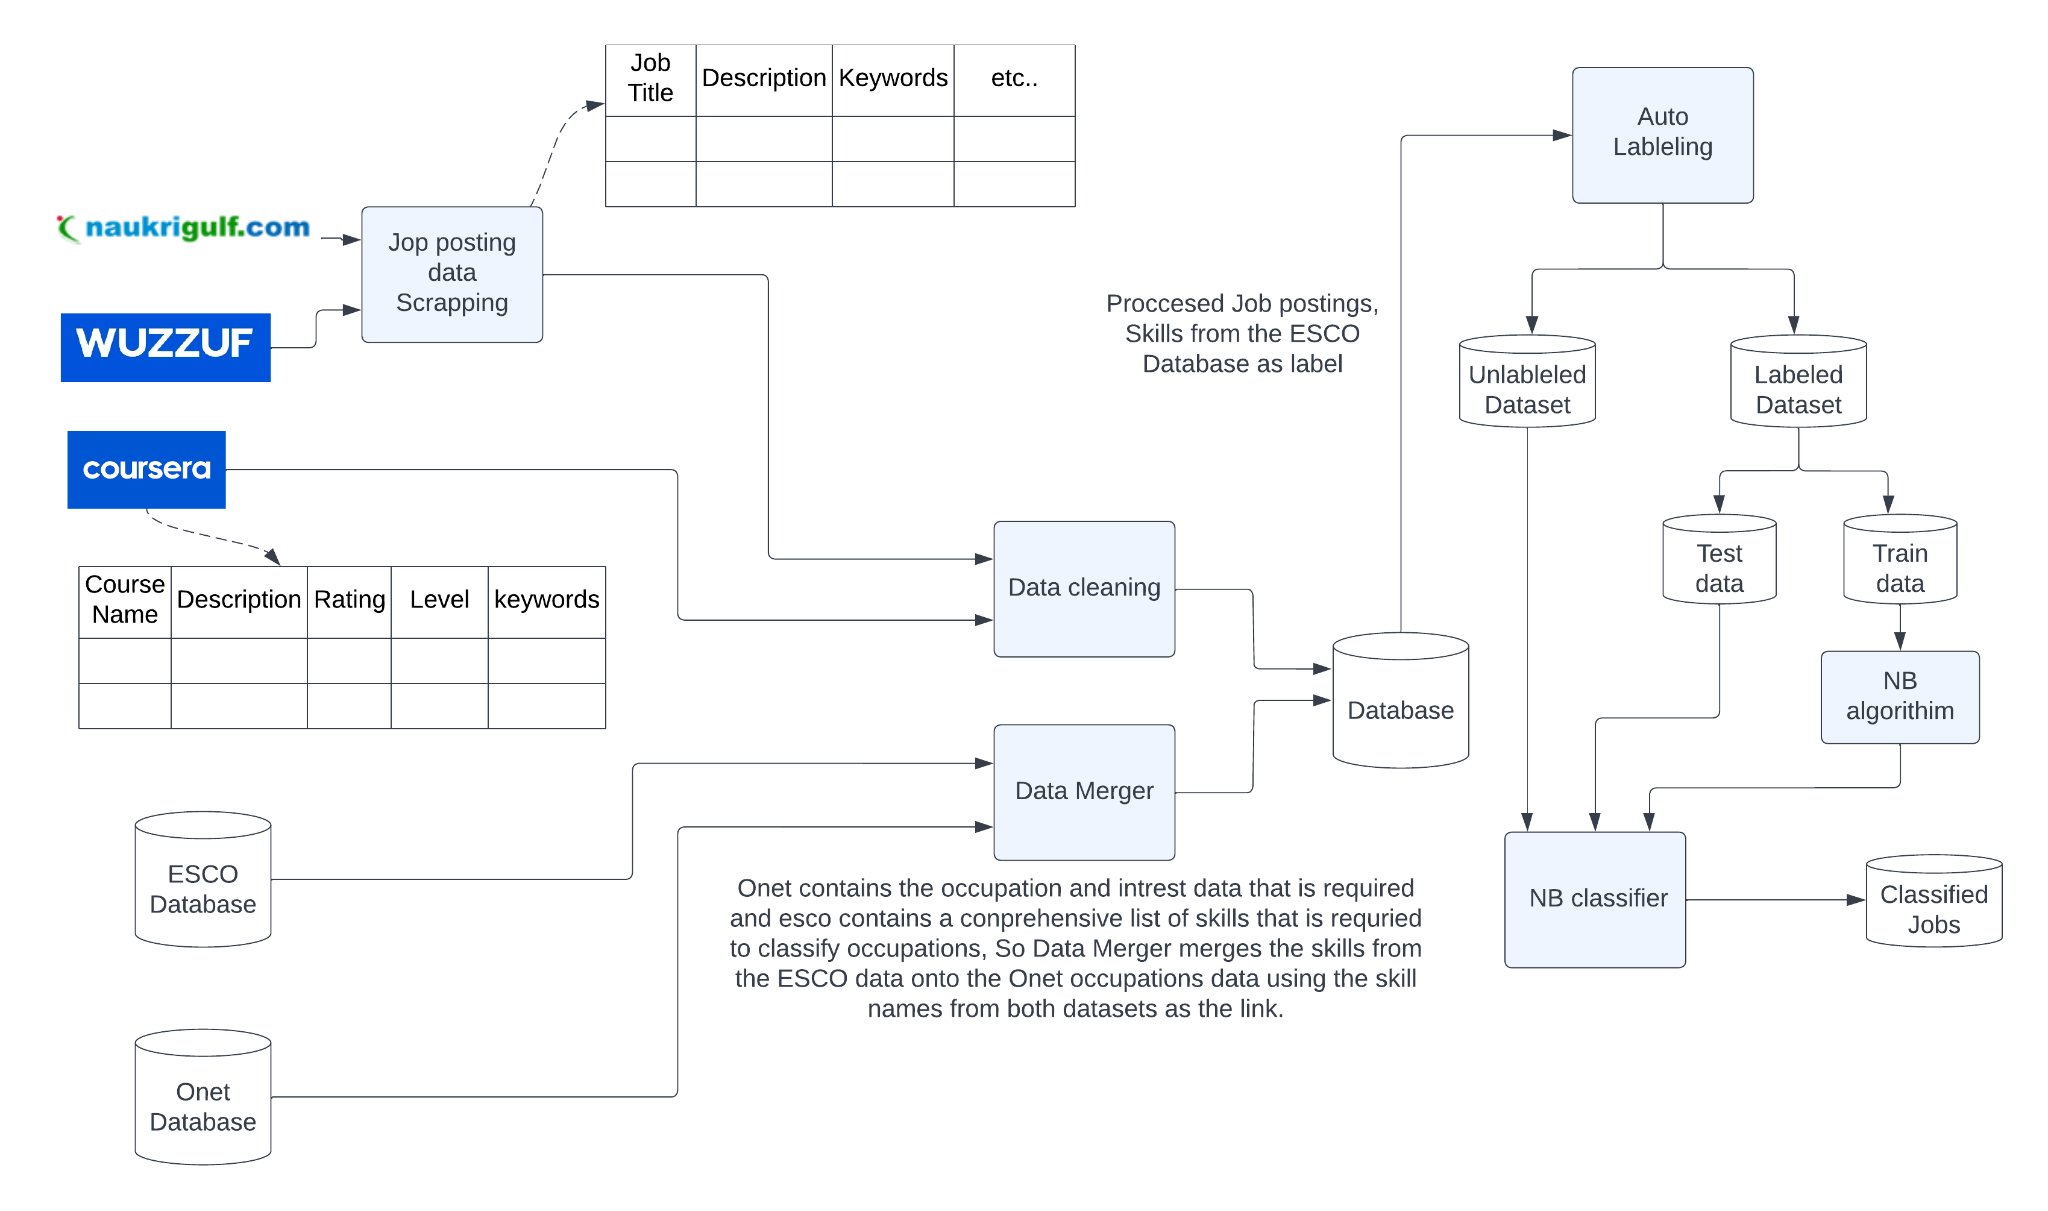 Job
Title
Description
Keywords
etc..
naukrigulf.com
Jop posting
data
Scrapping
WUZZUF
coursera
Course
Name
Description
Rating
Level
keywords
ESCO
Database
Onet
Database
Data cleaning
Data Merger
Onet contains the occupation and intrest data that is required
and esco contains a conprehensive list of skills that is requried
to classify occupations, So Data Merger merges the skills from
the ESCO data onto the Onet occupations data using the skill
names from both datasets as the link.
Database
Proccesed Job postings,
Skills from the ESCO
Database as label
Auto
Lableling
Unlableled
Dataset
Labeled
Dataset
Test
data
Train
data
NB
algorithim
NB classifier
Classified
Jobs